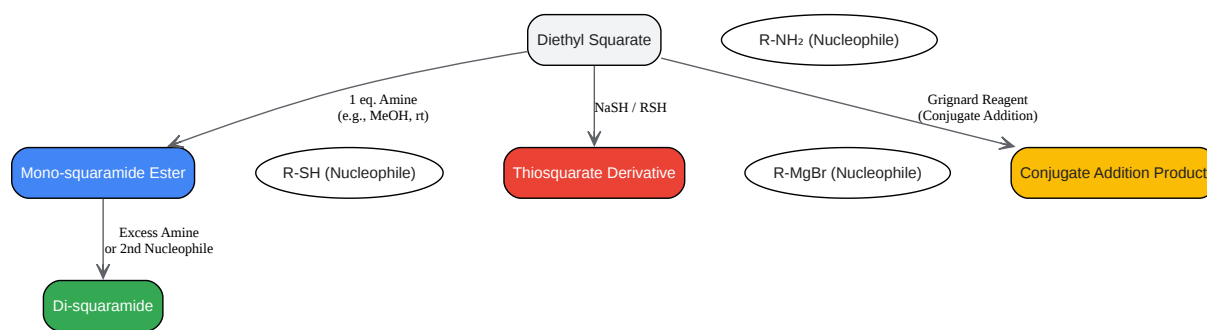 Diethyl Squarate
R-NH₂ (Nucleophile)
1 eq. Amine
(e.g., MeOH, rt)
NaSH / RSH
Grignard Reagent
(Conjugate Addition)
Mono-squaramide Ester
R-SH (Nucleophile)
Thiosquarate Derivative
R-MgBr (Nucleophile)
Conjugate Addition Product
Excess Amine
or 2nd Nucleophile
Di-squaramide